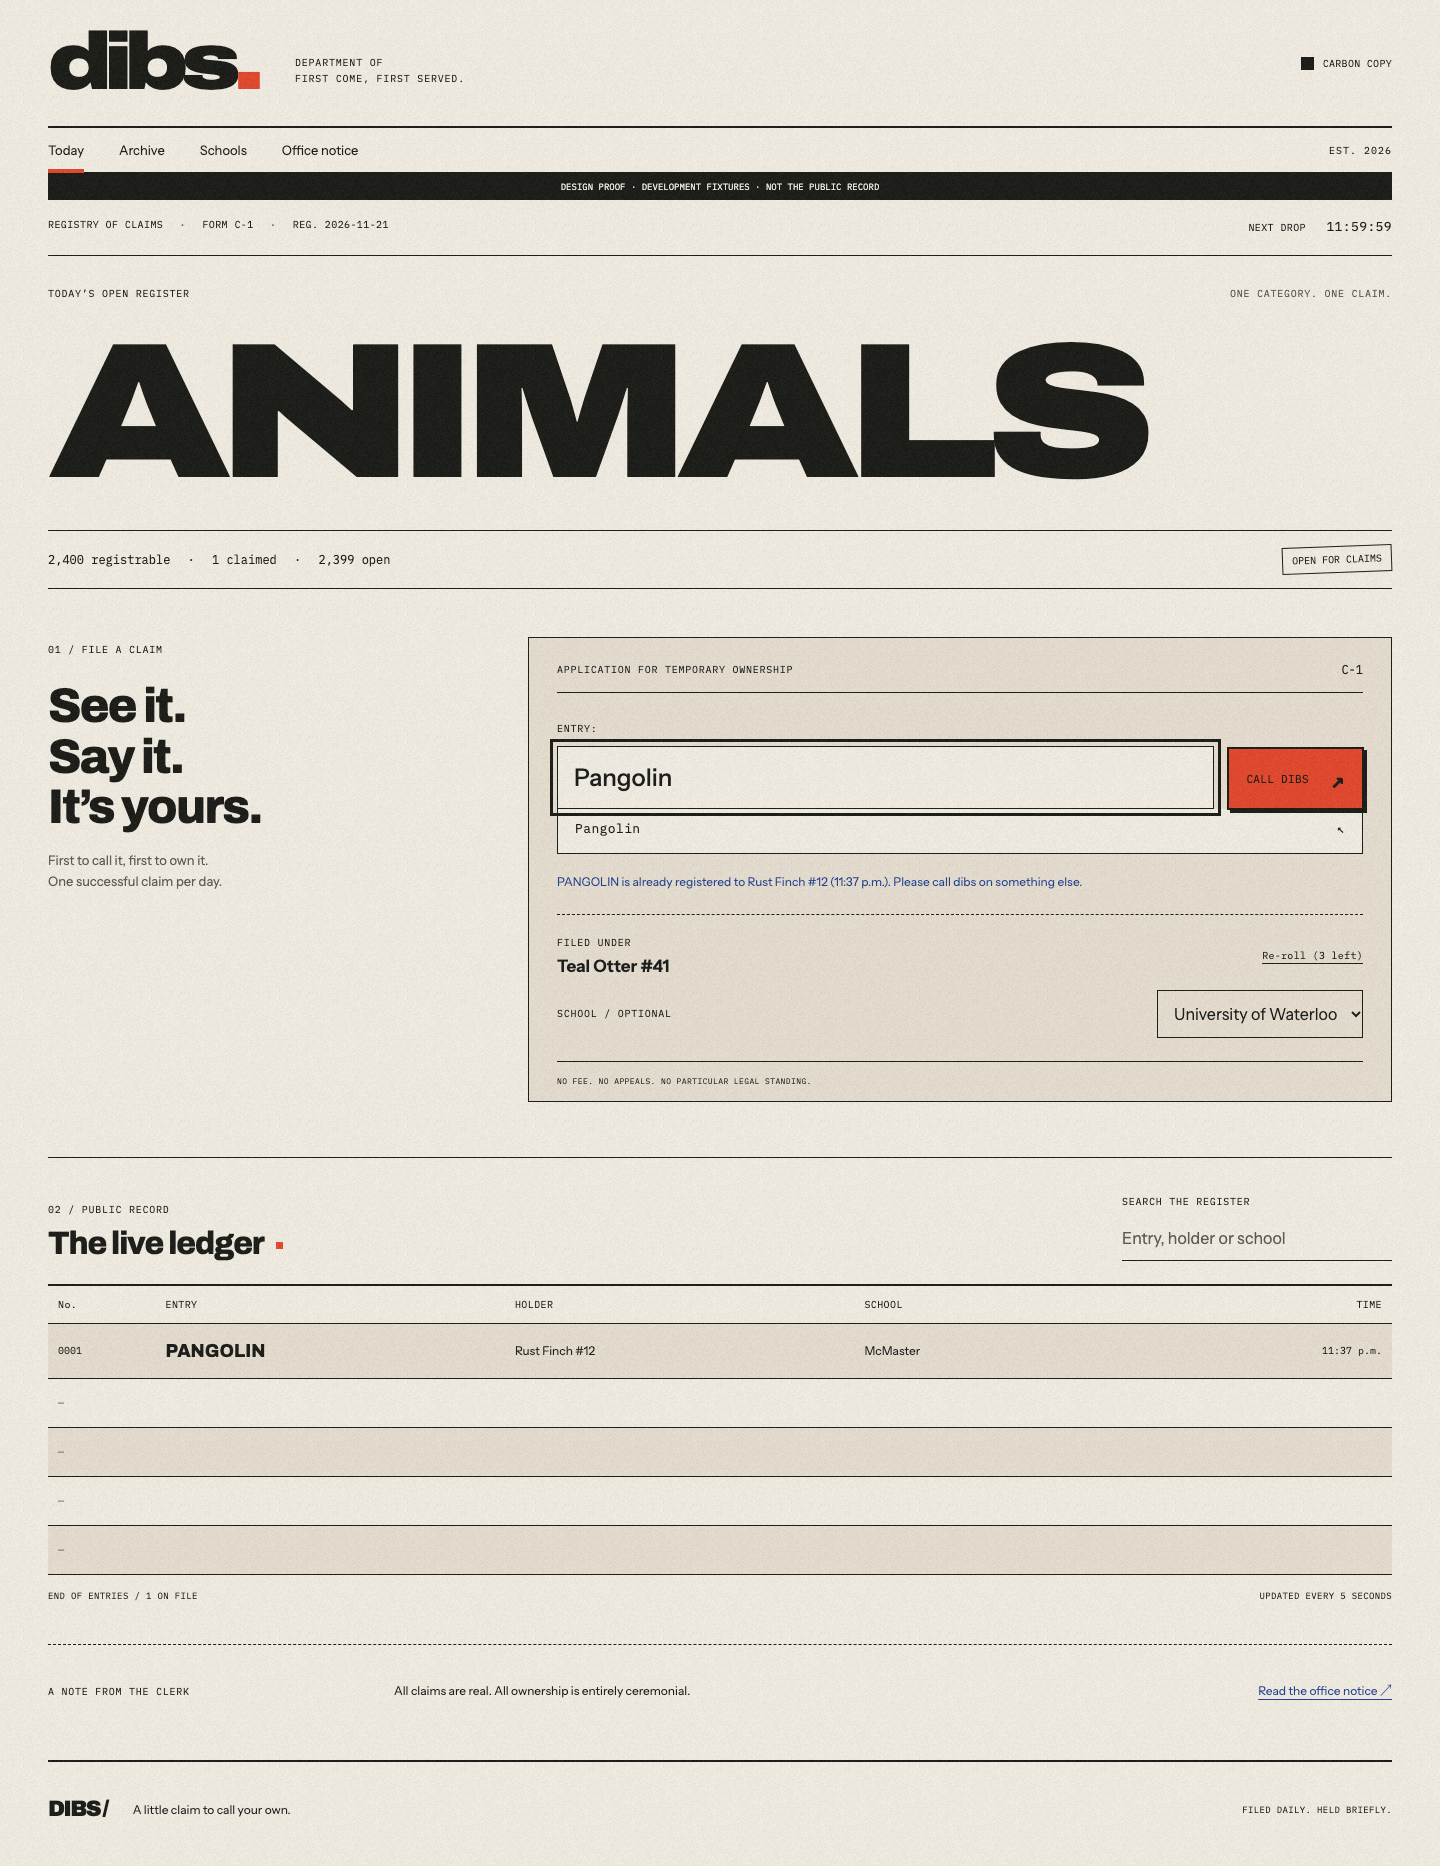 dibs.
DEPARTMENT OF
FIRST COME, FIRST SERVED.
CARBON COPY
Today Archive Schools Office notice EST. 2026
DESIGN PROOF · DEVELOPMENT FIXTURES · NOT THE PUBLIC RECORD
REGISTRY OF CLAIMS · FORM C-1 · REG. 2026-11-21 NEXT DROP 11:59:59
TODAY’S OPEN REGISTER ONE CATEGORY. ONE CLAIM.
ANIMALS
2,400 registrable · 1 claimed · 2,399 open OPEN FOR CLAIMS
01 / FILE A CLAIM
See it.
Say it.
It’s yours.
First to call it, first to own it.
One successful claim per day.
APPLICATION FOR TEMPORARY OWNERSHIP C-1
ENTRY:
Pangolin CALL DIBS ↗
Pangolin ↖
PANGOLIN is already registered to Rust Finch #12 (11:37 p.m.). Please call dibs on something else.
FILED UNDER
Teal Otter #41 Re-roll (3 left)
SCHOOL / OPTIONAL University of Waterloo
NO FEE. NO APPEALS. NO PARTICULAR LEGAL STANDING.
02 / PUBLIC RECORD
The live ledger
SEARCH THE REGISTER
Entry, holder or school
No. ENTRY HOLDER SCHOOL TIME
0001 PANGOLIN Rust Finch #12 McMaster 11:37 p.m.
—
—
—
—
END OF ENTRIES / 1 ON FILE UPDATED EVERY 5 SECONDS
A NOTE FROM THE CLERK All claims are real. All ownership is entirely ceremonial. Read the office notice ↗
DIBS/ A little claim to call your own. FILED DAILY. HELD BRIEFLY.